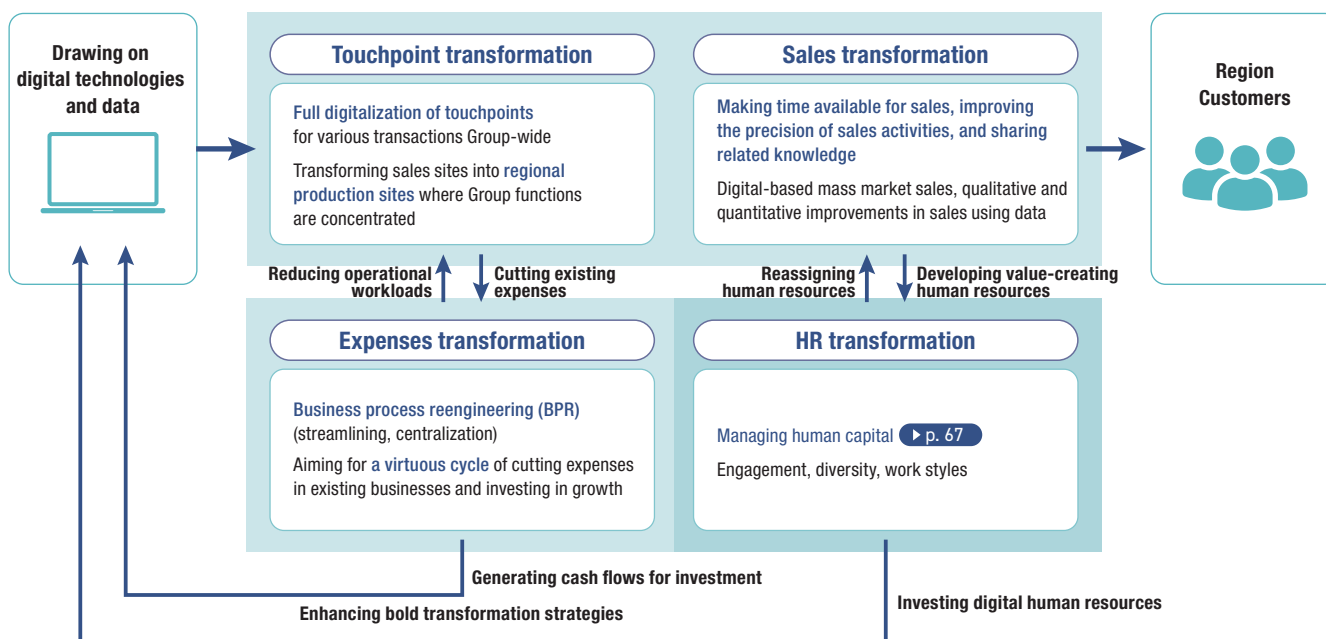 Drawing on
digital technologies
and data
Touchpoint transformation
Full digitalization of touchpoints
for various transactions Group-wide
Transforming sales sites into regional
production sites where Group functions
are concentrated
Sales transformation
Making time available for sales, improving
the precision of sales activities, and sharing
related knowledge
Digital-based mass market sales, qualitative and
quantitative improvements in sales using data
Region
Customers
Reducing operational
workloads
Cutting existing
expenses
Reassigning
human resources
Developing value-creating
human resources
Expenses transformation
Business process reengineering (BPR)
(streamlining, centralization)
Aiming for a virtuous cycle of cutting expenses
in existing businesses and investing in growth
HR transformation
Managing human capital p. 67
Engagement, diversity, work styles
Generating cash flows for investment
Enhancing bold transformation strategies
Investing digital human resources